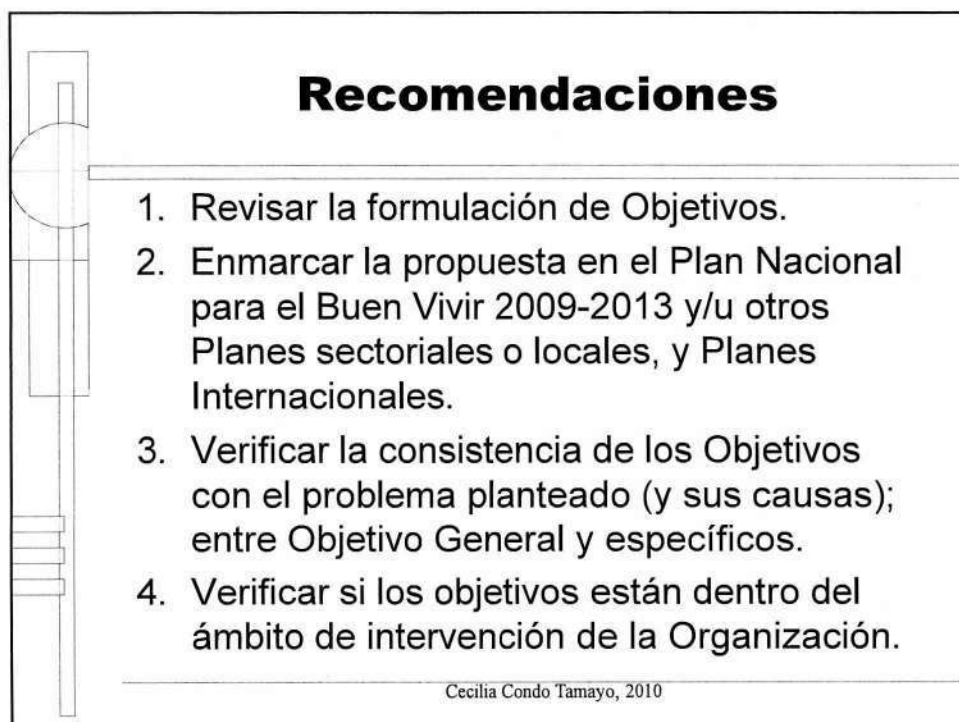 Recomendaciones
1. Revisar la formulación de Objetivos.
2. Enmarcar la propuesta en el Plan Nacional
para el Buen Vivir 2009-2013 y/u otros
Planes sectoriales o locales, y Planes
Internacionales.
3. Verificar la consistencia de los Objetivos
con el problema planteado (y sus causas);
entre Objetivo General y específicos.
4. Verificar si los objetivos están dentro del
ámbito de intervención de la Organización.
Cecilia Condo Tamayo, 2010